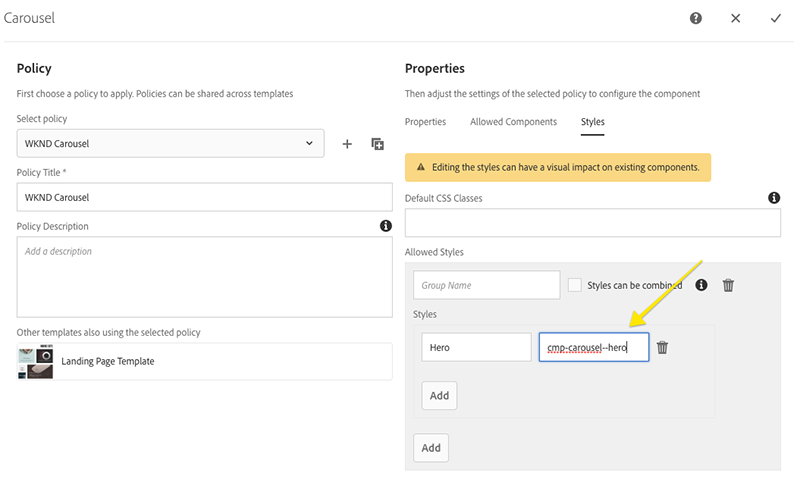 Carousel
Policy
First choose a policy to apply. Policies can be shared across templates
Select policy
WKND Carousel
Policy Title *
WKND Carousel
Policy Description
Add a description
Other templates also using the selected policy
Landing Page Template
Properties
Then adjust the settings of the selected policy to configure the component
Properties Allowed Components Styles
Editing the styles can have a visual impact on existing components.
Default CSS Classes
Allowed Styles
Group Name Styles can be combined
Styles
Hero cmp-carousel--hero
Add
Add